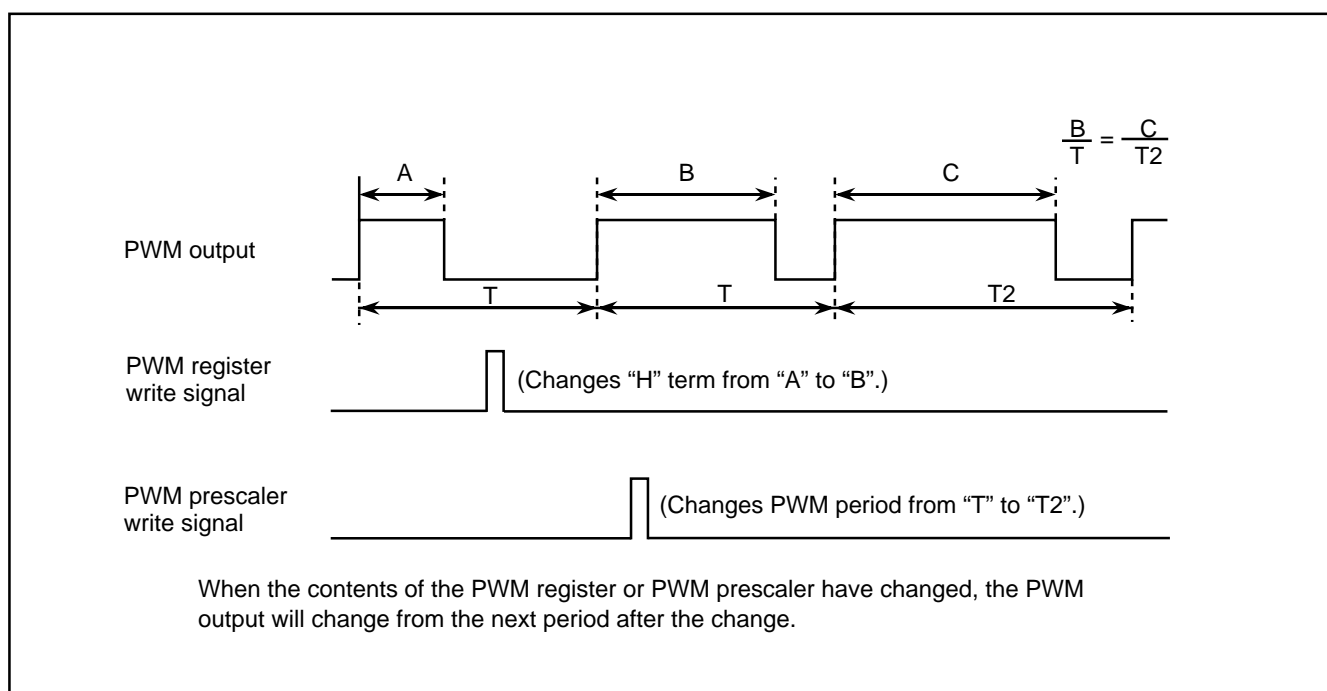 B = C
T T2
A B C
PWM output
T T T2
PWM register
write signal
(Changes “H” term from “A” to “B”.)
PWM prescaler
write signal
(Changes PWM period from “T” to “T2”.)
When the contents of the PWM register or PWM prescaler have changed, the PWM
output will change from the next period after the change.